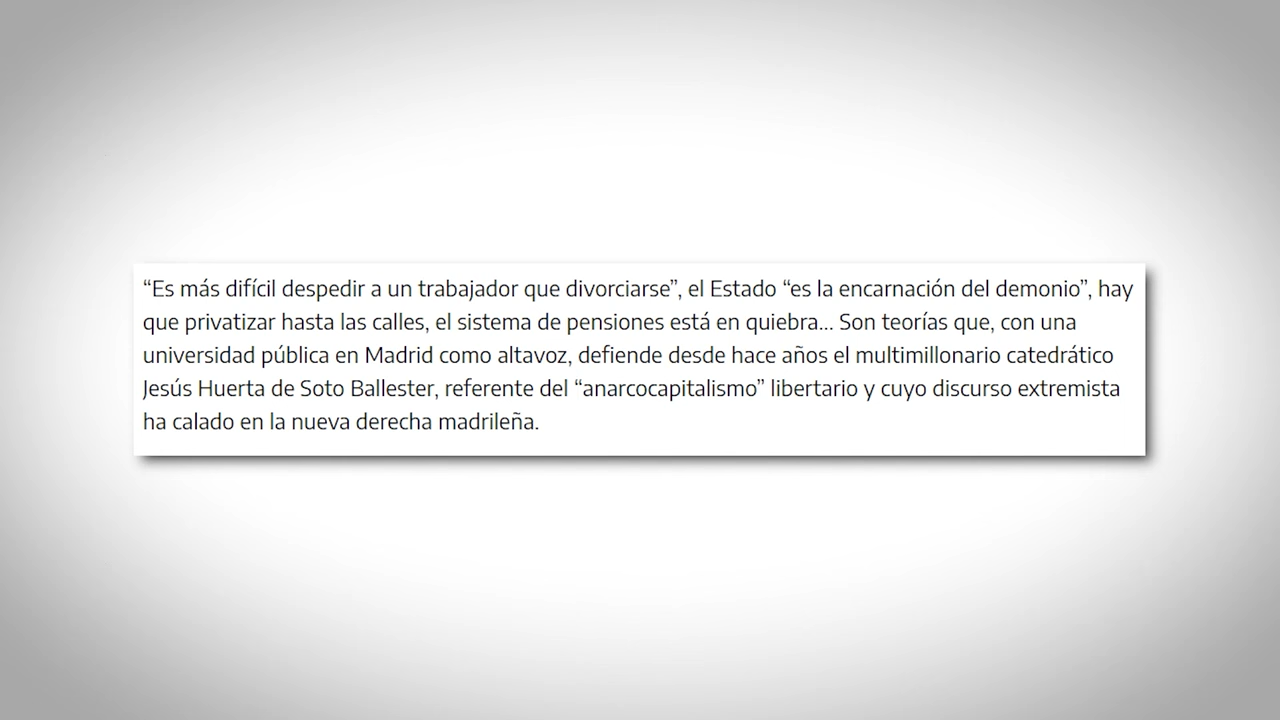 “Es más difícil despedir a un trabajador que divorciarse”, el Estado “es la encarnación del demonio”, hay
que privatizar hasta las calles, el sistema de pensiones está en quiebra... Son teorías que, con una
universidad pública en Madrid como altavoz, defiende desde hace años el multimillonario catedrático
Jesús Huerta de Soto Ballester, referente del “anarcocapitalismo” libertario y cuyo discurso extremista
ha calado en la nueva derecha madrileña.